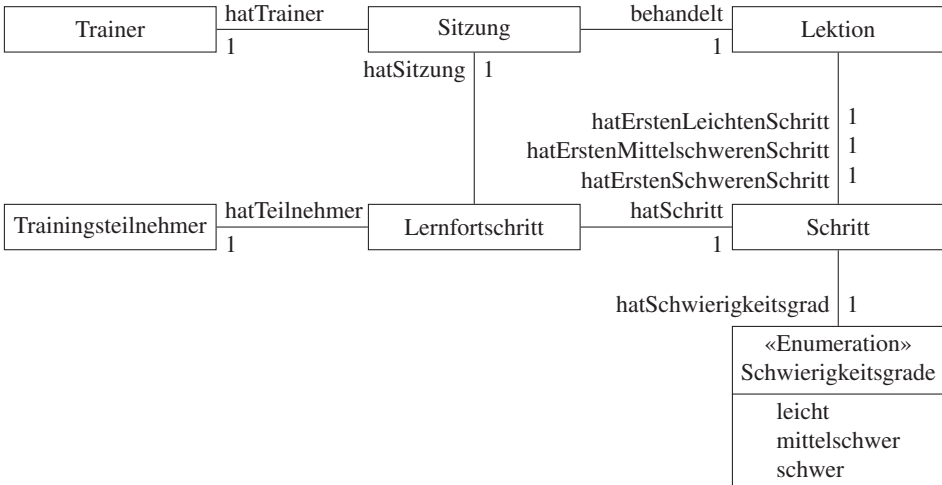 hatTrainer
behandelt
Trainer
Sitzung
Lektion
1
1
hatSitzung
1
hatErstenLeichtenSchritt
1
hatErstenMittelschwerenSchritt
1
hatErstenSchwerenSchritt
1
hatTeilnehmer
hatSchritt
Trainingsteilnehmer
Lernfortschritt
Schritt
1
1
hatSchwierigkeitsgrad
1
«Enumeration»
Schwierigkeitsgrade
leicht
mittelschwer
schwer